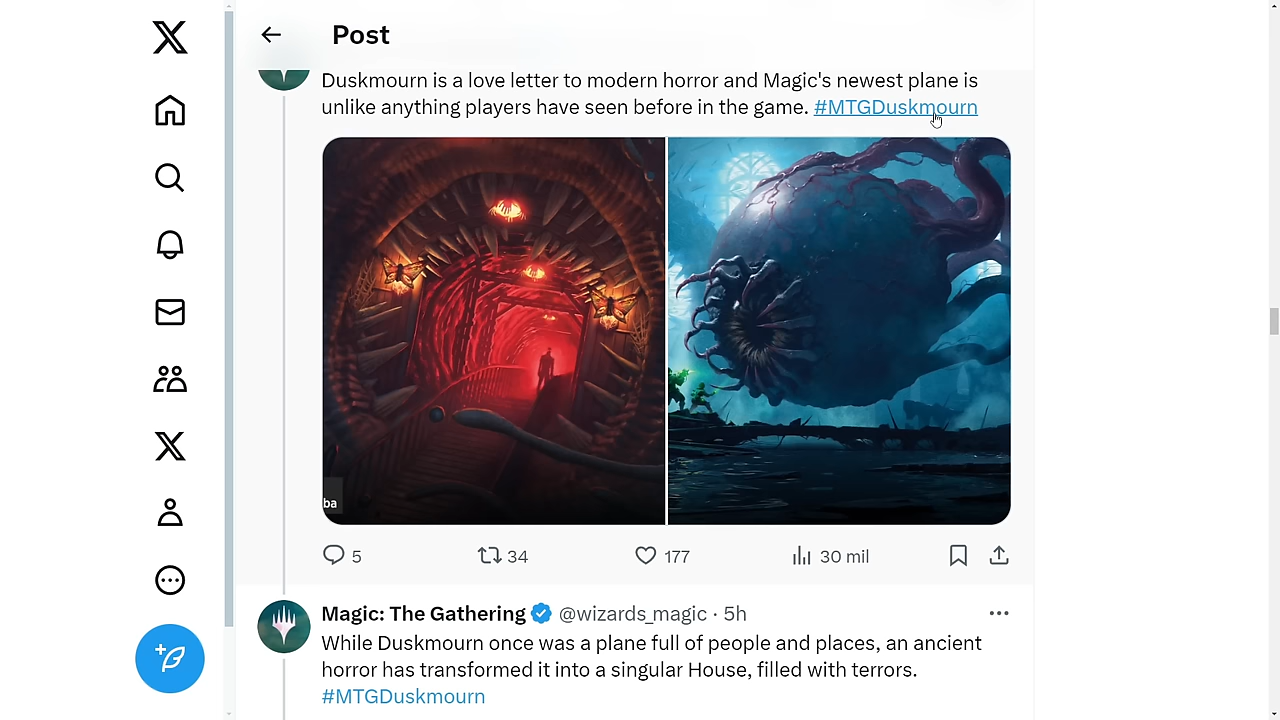 Post
Duskmourn is a love letter to modern horror and Magic's newest plane is
unlike anything players have seen before in the game. #MTGDuskmourn
ba
5
34
177
30 mil
Magic: The Gathering @wizards_magic · 5h
While Duskmourn once was a plane full of people and places, an ancient
horror has transformed it into a singular House, filled with terrors.
#MTGDuskmourn